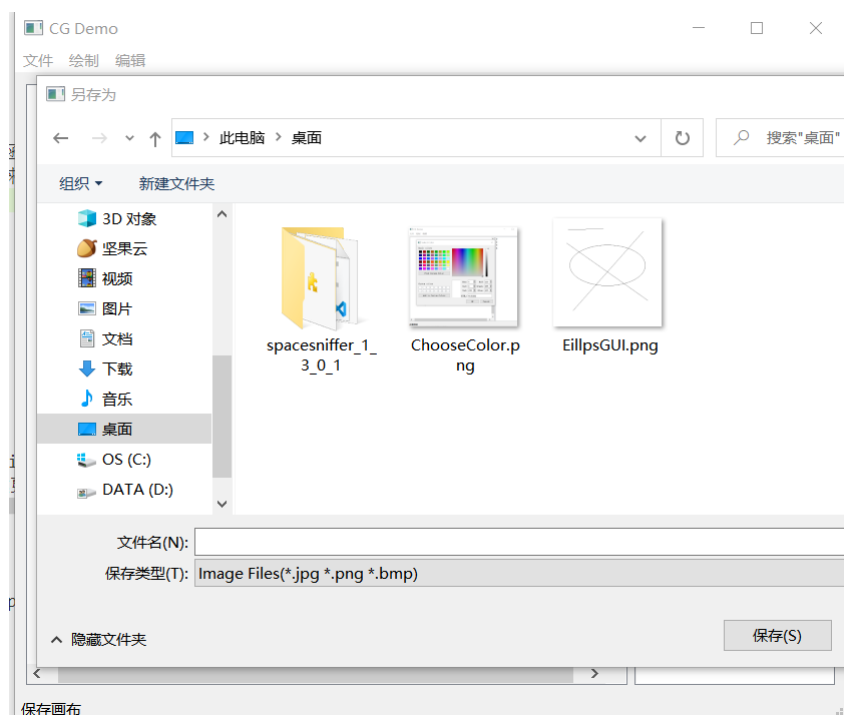 CG Demo
文件 绘制 编辑
另存为
此电脑 桌面
搜索"桌面"
组织 新建文件夹
3D 对象
坚果云
视频
图片
文档
下载
音乐
桌面
OS (C:)
DATA (D:)
spacesniffer_1_
3_0_1
ChooseColor.p
ng
EillpsGUI.png
文件名(N):
保存类型(T): Image Files(*.jpg *.png *.bmp)
隐藏文件夹
保存(S)
保存画布